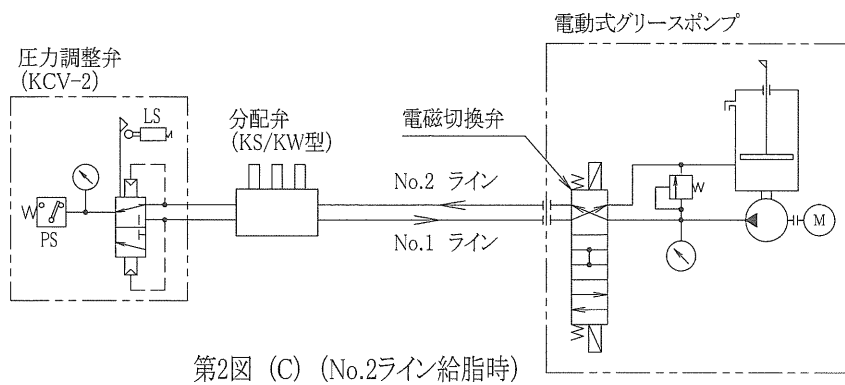 電動式グリースポンプ
圧力調整弁
(KCV-2)
LS
分配弁
(KS/KW型)
電磁切換弁
No.2 ライン
No.1 ライン
PS
M
第2図 (C) (No.2ライン給脂時)